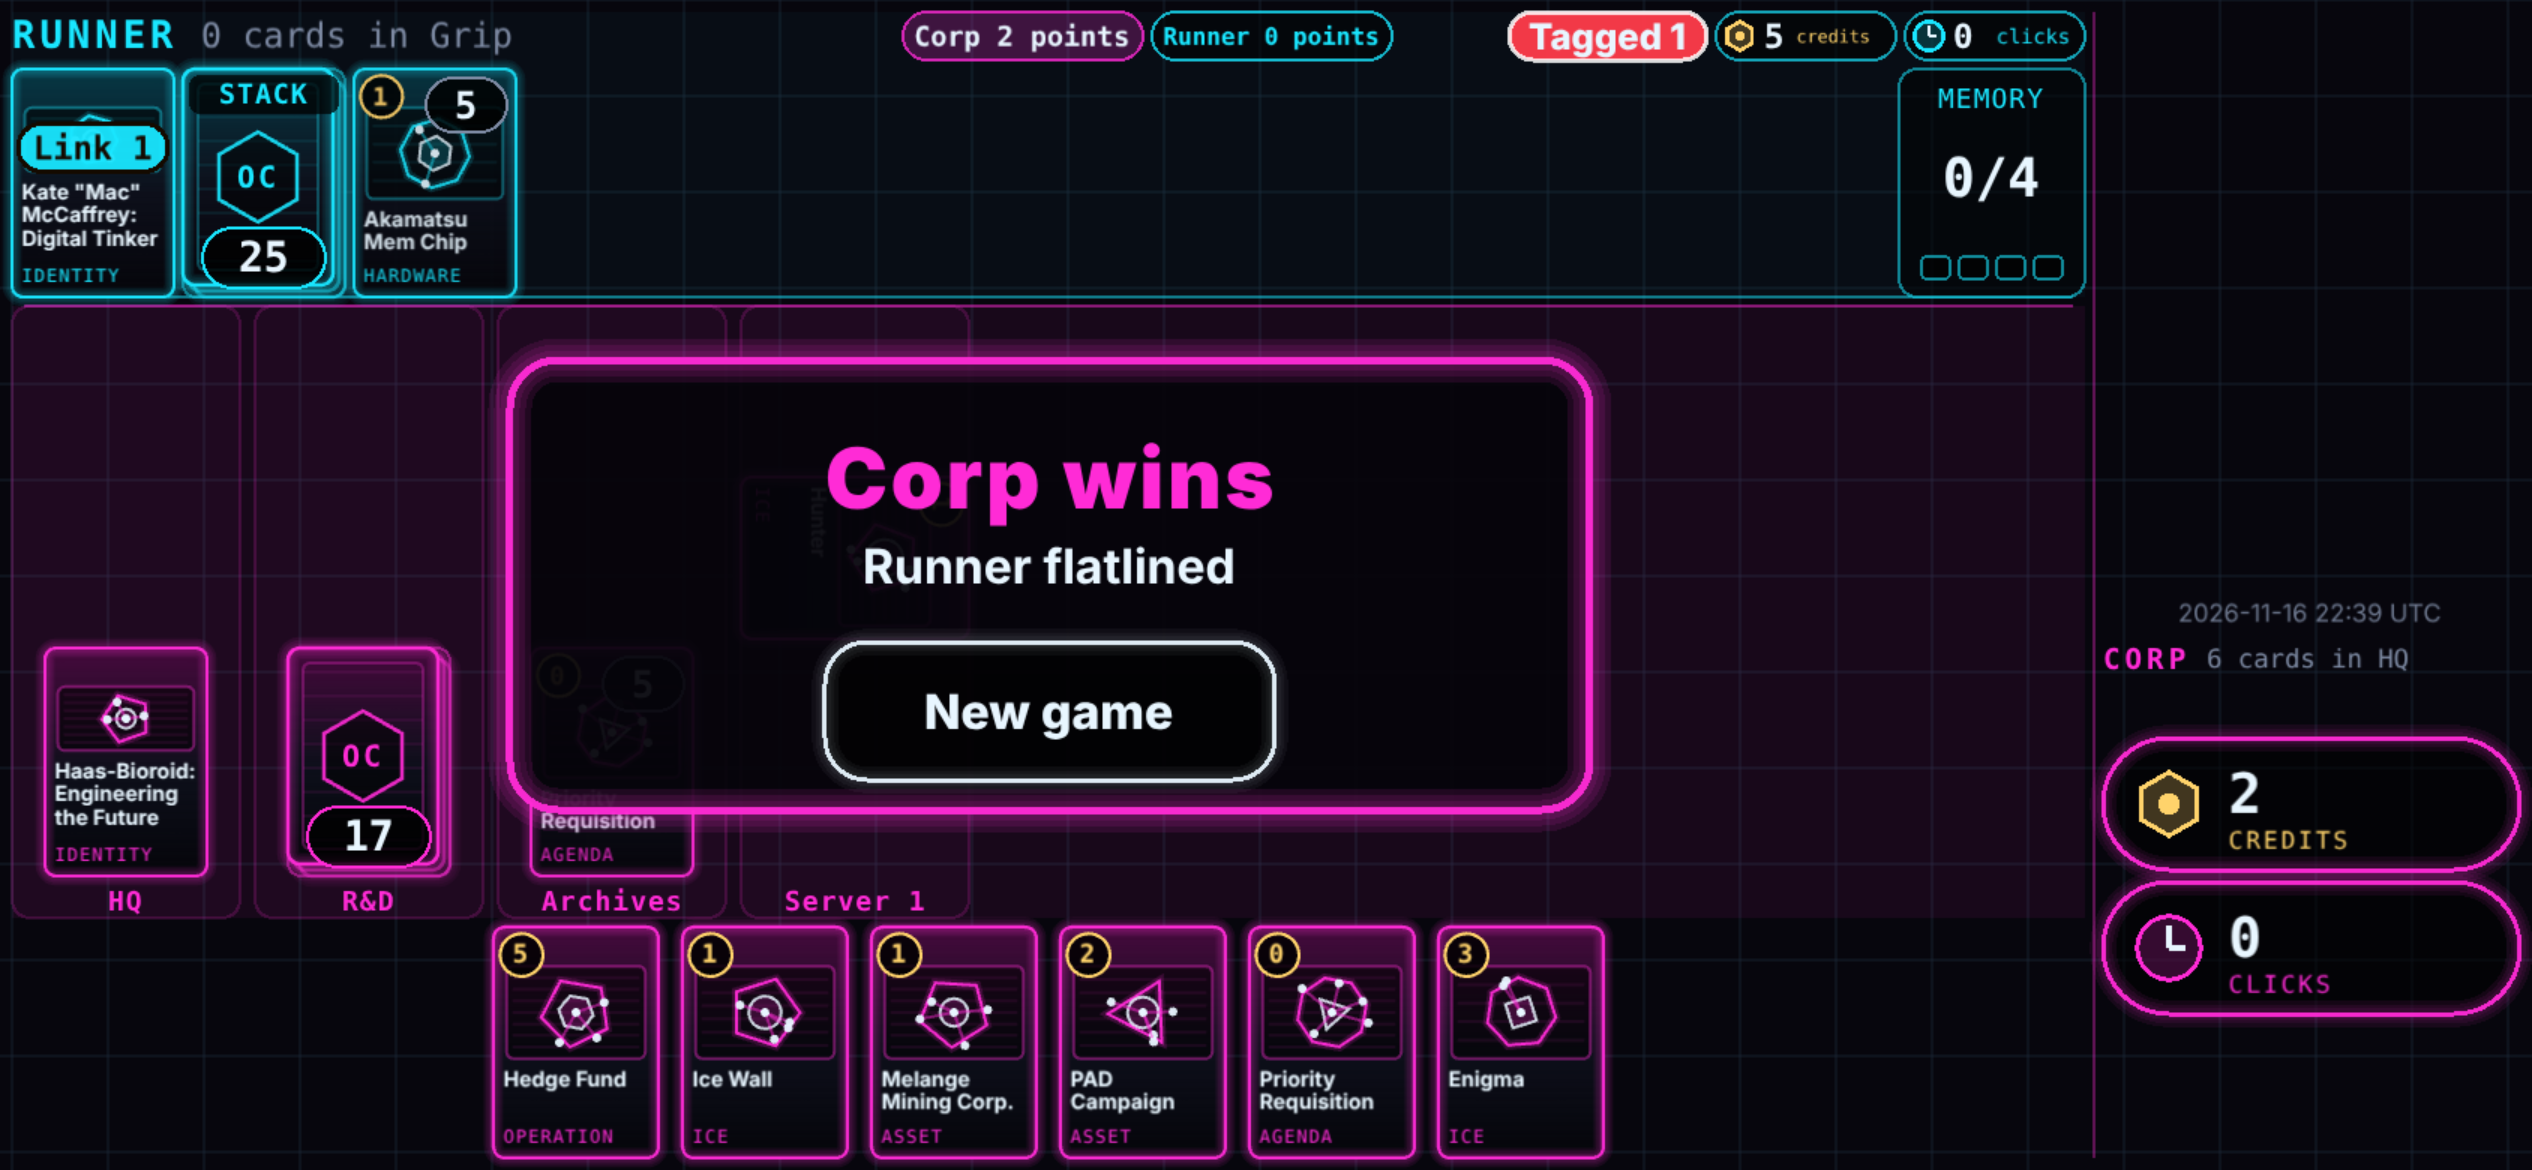 RUNNER 0 cards in Grip
Corp 2 points
Runner 0 points
Tagged 1
5 credits
0 clicks
Link 1
Kate "Mac"
McCaffrey:
Digital Tinker
IDENTITY
STACK
OC
25
1
5
Akamatsu
Mem Chip
HARDWARE
MEMORY
0/4
Corp wins
Runner flatlined
New game
ICE
Hunter
0
5
Priority
Requisition
AGENDA
Haas-Bioroid:
Engineering
the Future
IDENTITY
HQ
OC
17
R&D
Archives
Server 1
2026-11-16 22:39 UTC
CORP 6 cards in HQ
2
CREDITS
0
CLICKS
5
Hedge Fund
OPERATION
1
Ice Wall
ICE
1
Melange
Mining Corp.
ASSET
2
PAD
Campaign
ASSET
0
Priority
Requisition
AGENDA
3
Enigma
ICE